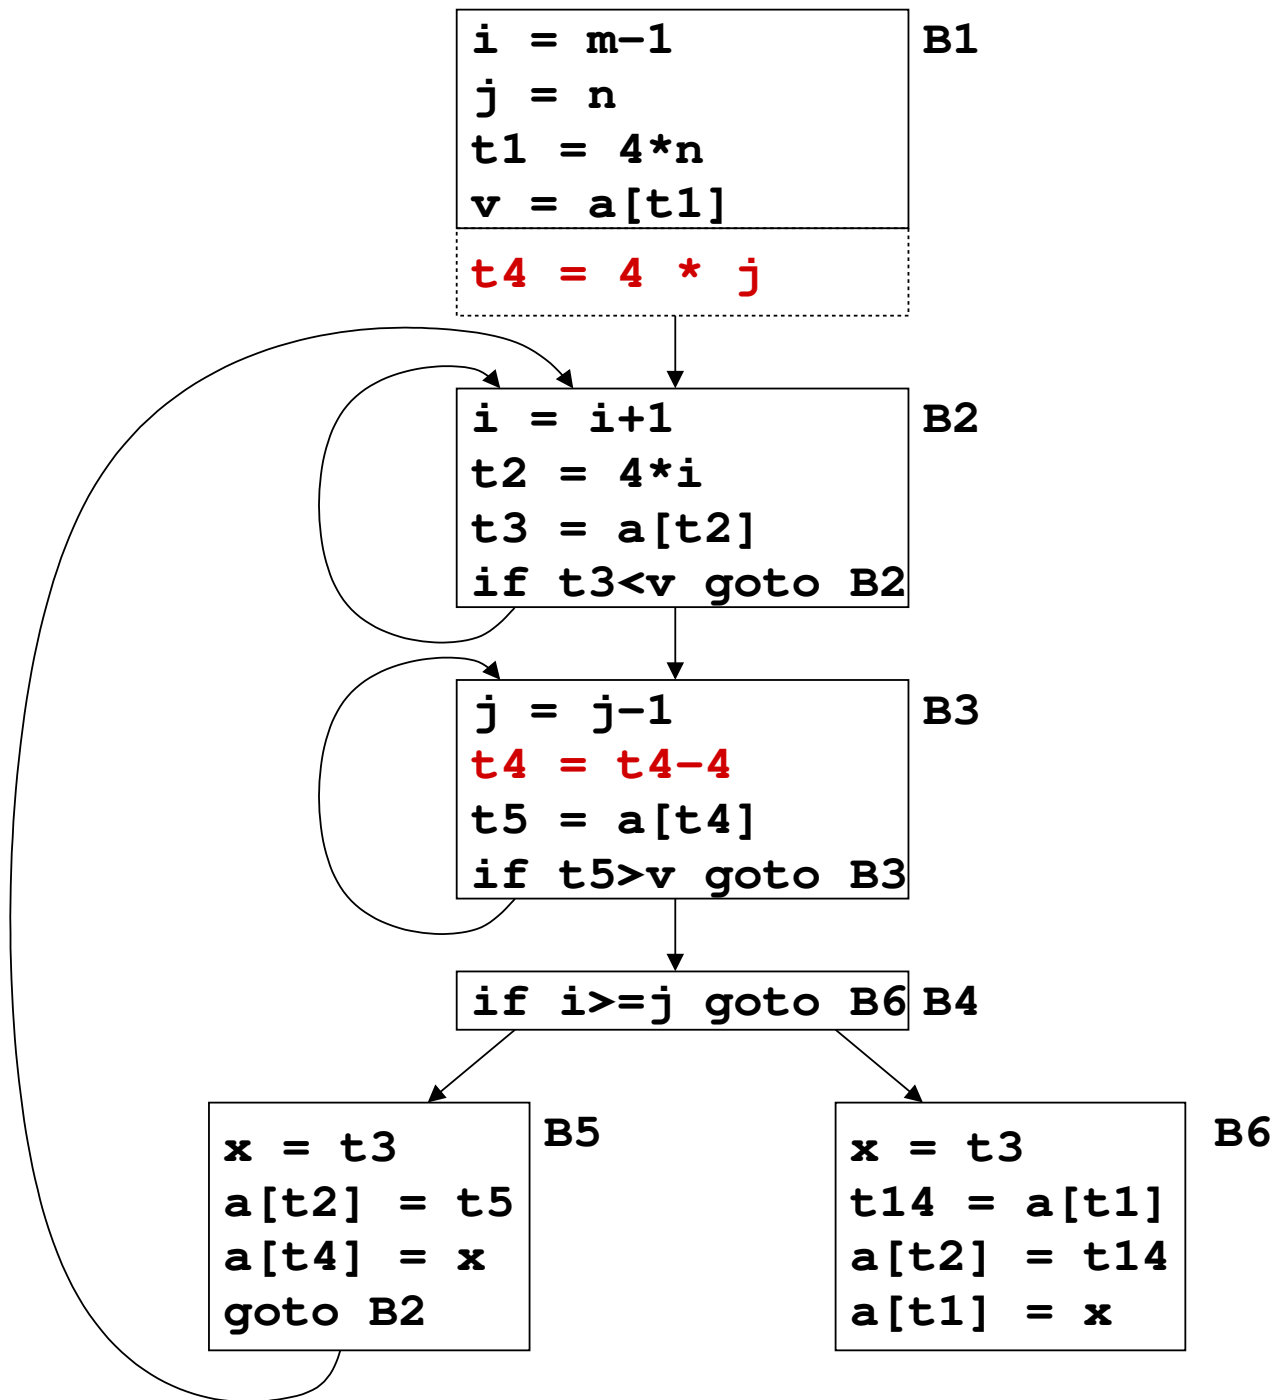 i = m-1
B1
j = n
t1 = 4*n
v = a[t1]
t4 = 4 * j
i = i+1
B2
t2 = 4*i
t3 = a[t2]
if t3<v goto B2
j = j-1
B3
t4 = t4-4
t5 = a[t4]
if t5>v goto B3
if i>=j goto B6
B4
x = t3
a[t2] = t5
a[t4] = x
goto B2
B5
x = t3
t14 = a[t1]
a[t2] = t14
a[t1] = x
B6